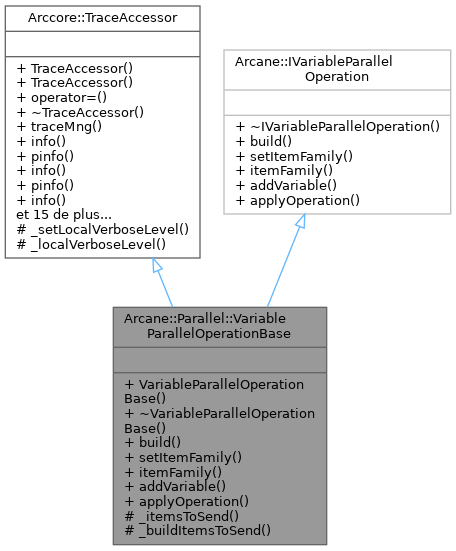 Arccore::TraceAccessor
+ TraceAccessor()
+ TraceAccessor()
+ operator=()
+ ~TraceAccessor()
+ traceMng()
+ info()
+ pinfo()
+ info()
+ pinfo()
+ info()
et 15 de plus...
# _setLocalVerboseLevel()
# _localVerboseLevel()
Arcane::IVariableParallel
Operation
+ ~IVariableParallelOperation()
+ build()
+ setItemFamily()
+ itemFamily()
+ addVariable()
+ applyOperation()
Arcane::Parallel::Variable
ParallelOperationBase
+ VariableParallelOperation
Base()
+ ~VariableParallelOperation
Base()
+ build()
+ setItemFamily()
+ itemFamily()
+ addVariable()
+ applyOperation()
# _itemsToSend()
# _buildItemsToSend()